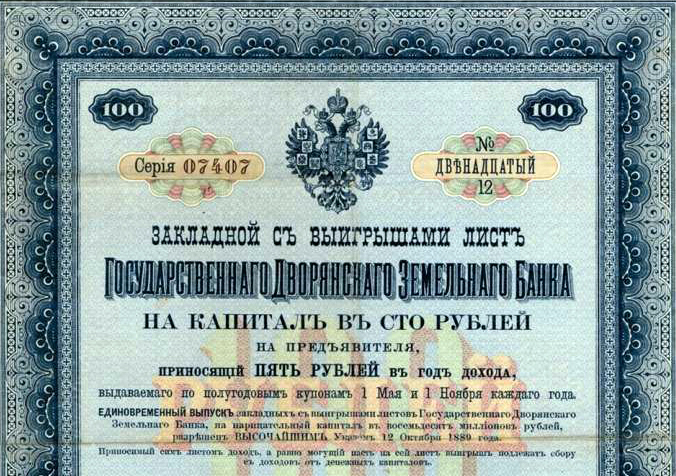 100 100
Серія 07407
№
ДВѢНАДЦАТЫЙ
12
ЗАКЛАДНОЙ СЪ ВЫИГРЫШАМИ ЛИСТЪ
ГОСУДАРСТВЕННАГО ДВОРЯНСКАГО ЗЕМЕЛЬНАГО БАНКА
НА КАПИТАЛЪ ВЪ СТО РУБЛЕЙ
НА ПРЕДЪЯВИТЕЛЯ,
приносящій ПЯТЬ РУБЛЕЙ въ годъ дохода,
выдаваемаго по полугодовымъ купонамъ 1 Мая и 1 Ноября каждаго года.
ЕДИНОВРЕМЕННЫЙ ВЫПУСКЪ закладныхъ съ выигрышами листовъ Государственнаго Дворянскаго
Земельнаго Банка, на нарицательный капиталъ въ восемьдесятъ милліоновъ рублей,
разрѣшенъ ВЫСОЧАЙШИМЪ Указомъ 12 Октября 1889 года.
Приносимый симъ листомъ доходъ, а равно могущій пасть на сей листъ выигрышъ подлежатъ сбору
съ доходовъ отъ денежныхъ капиталовъ.